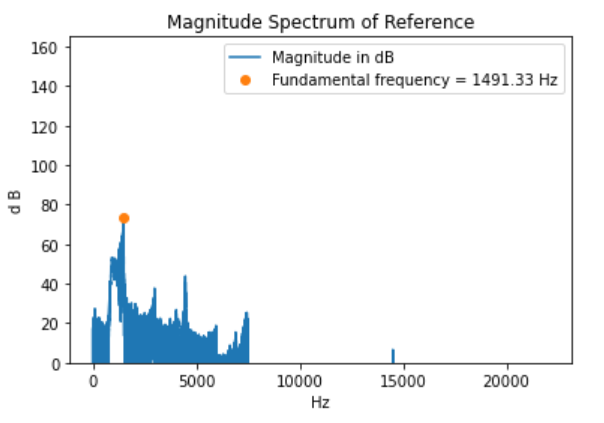 Magnitude Spectrum of Reference
160
140
120
100
80
60
40
20
0
d B
Magnitude in dB
Fundamental frequency = 1491.33 Hz
0
5000
10000
15000
20000
Hz